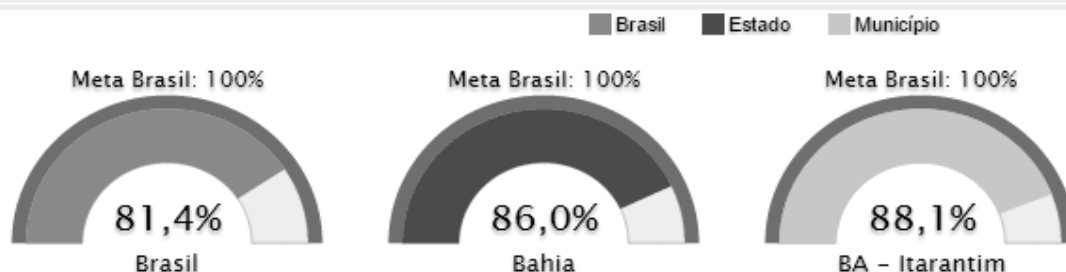 Brasil Estado Município
Meta Brasil: 100% Meta Brasil: 100% Meta Brasil: 100%
81,4% 86,0% 88,1%
Brasil Bahia BA - Itarantim